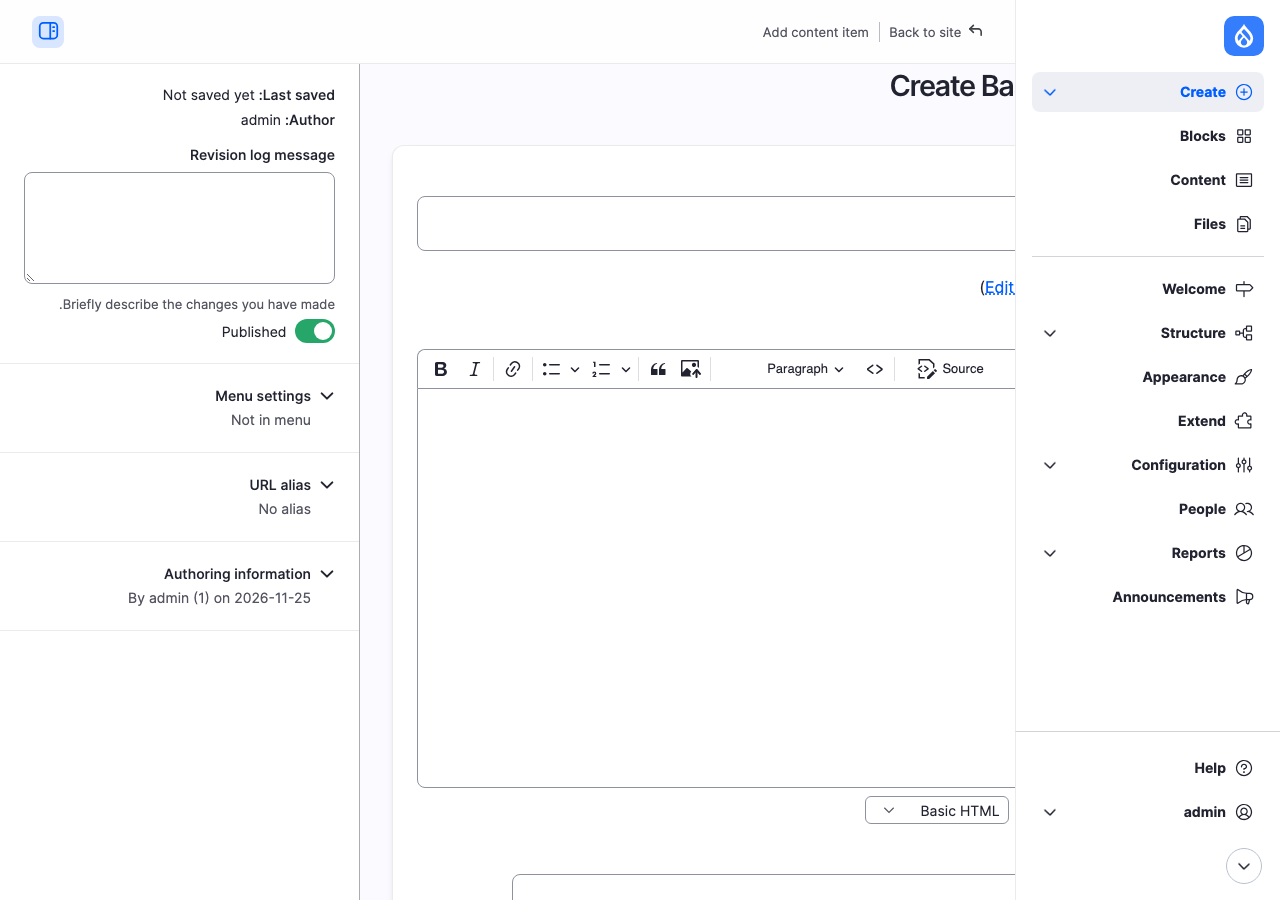 Add content item
Back to site
Not saved yet :Last saved
admin :Author
Revision log message
.Briefly describe the changes you have made
Published
Menu settings
Not in menu
URL alias
No alias
Authoring information
By admin (1) on 2026-11-25
Create Ba
(Edit
Paragraph
Source
Basic HTML
Create
Blocks
Content
Files
Welcome
Structure
Appearance
Extend
Configuration
People
Reports
Announcements
Help
admin